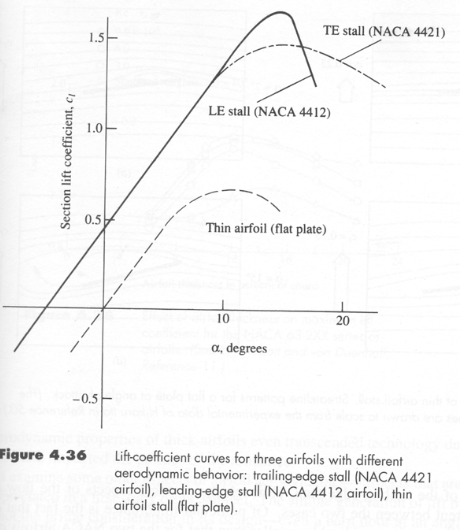 TE stall (NACA 4421)
1.5
LE stall (NACA 4412)
Section lift coefficient, cl
1.0
0.5
Thin airfoil (flat plate)
10
20
α, degrees
–0.5
Figure 4.36
Lift-coefficient curves for three airfoils with different
aerodynamic behavior: trailing-edge stall (NACA 4421
airfoil), leading-edge stall (NACA 4412 airfoil), thin
airfoil stall (flat plate).